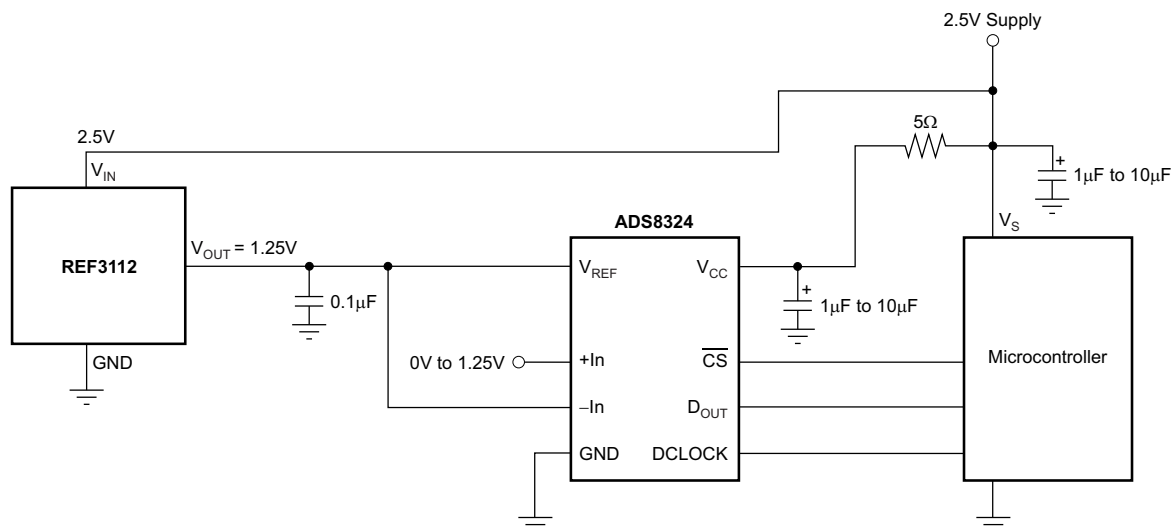 2.5V Supply
2.5V
5Ω
V_IN
1μF to 10μF
REF3112
V_OUT = 1.25V
ADS8324
V_S
0.1μF
V_REF
V_CC
1μF to 10μF
GND
0V to 1.25V
+In
C̅S̅
Microcontroller
–In
D_OUT
GND
DCLOCK